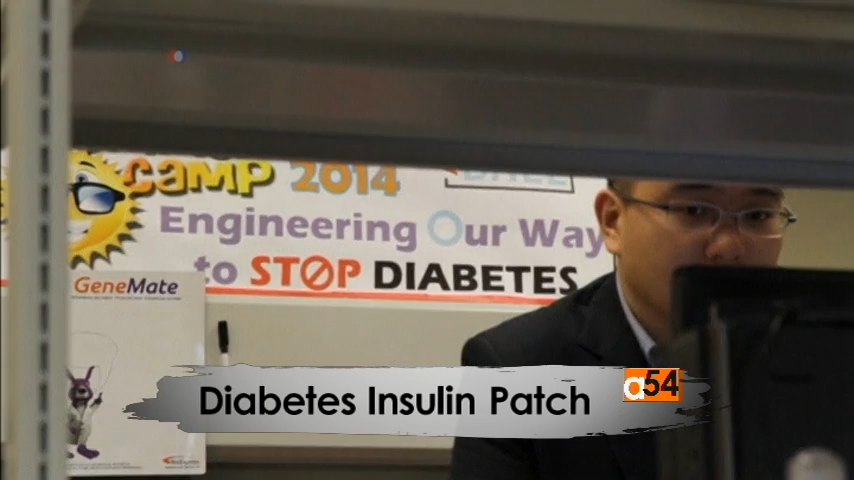 CAMP 2014
Engineering Our Way
to STOP DIABETES
GeneMate
Diabetes Insulin Patch
a54